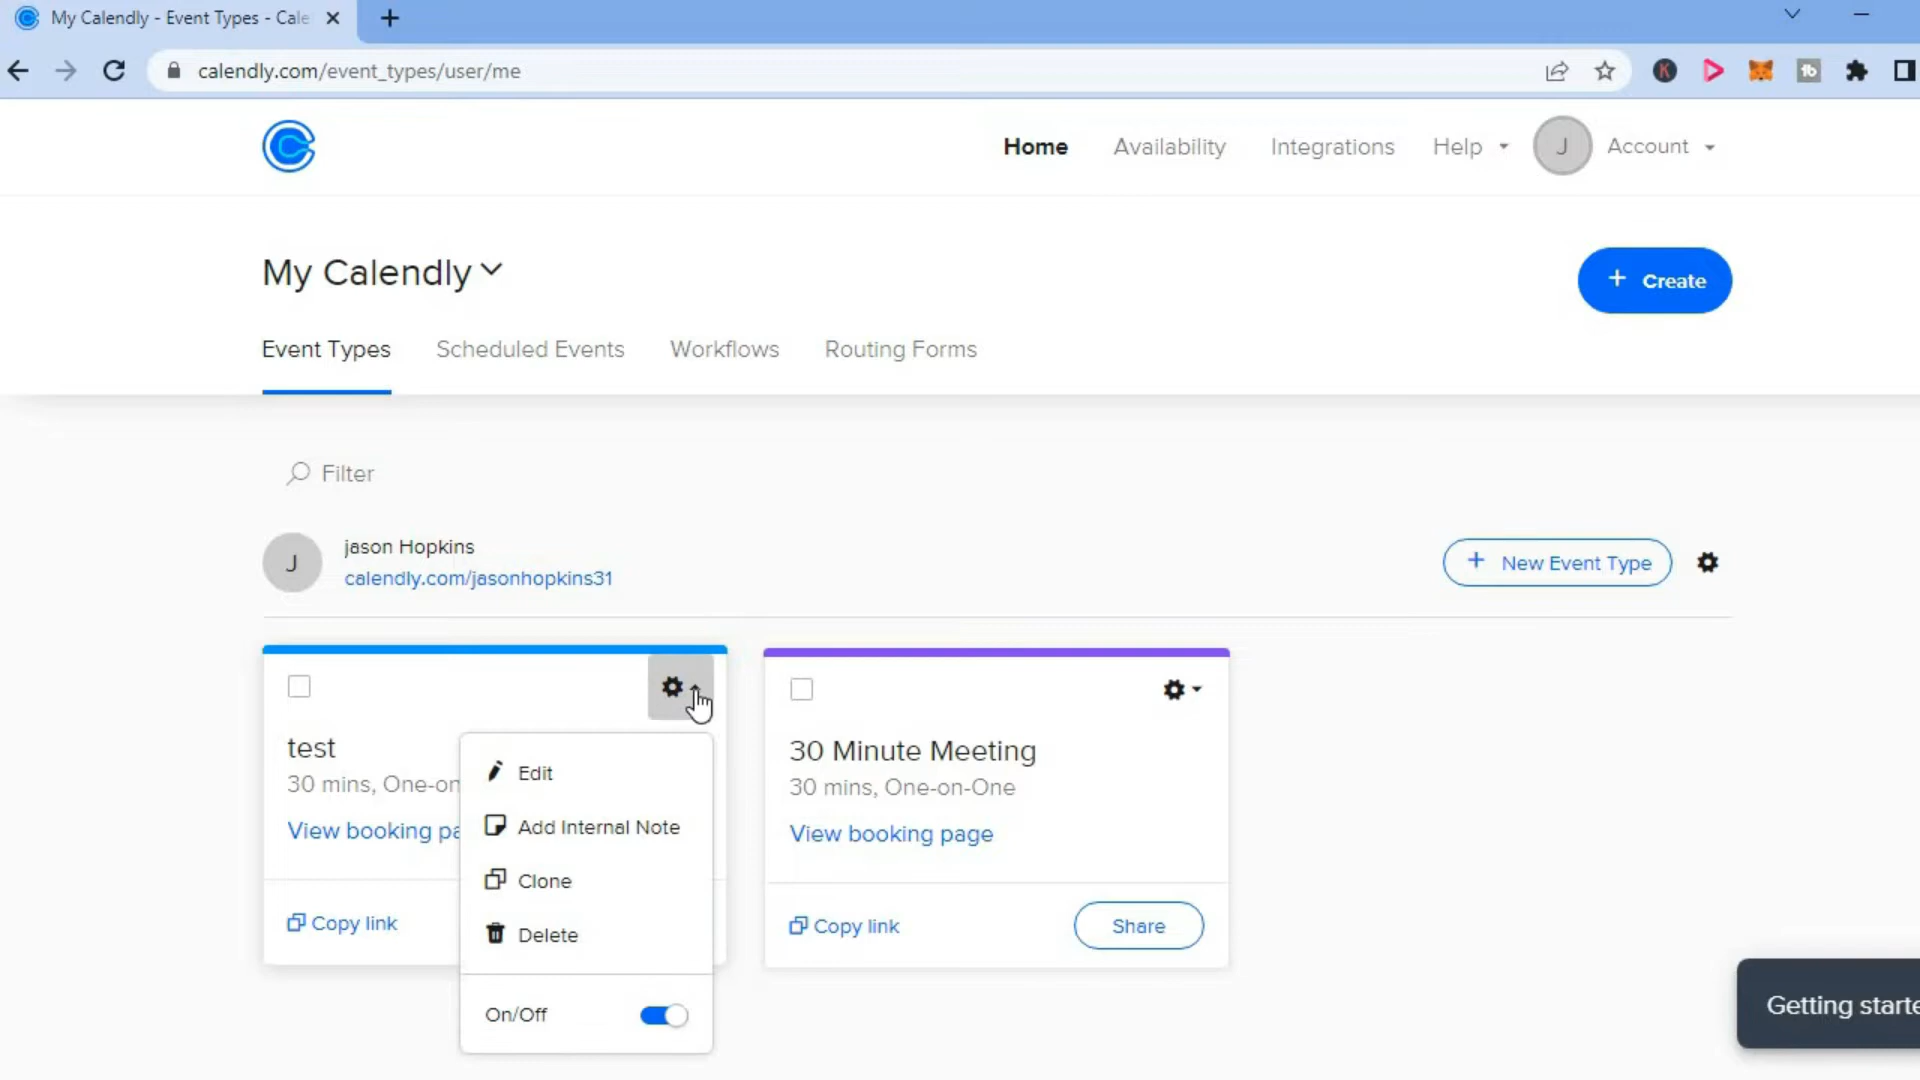 My Calendly - Event Types - Cale
calendly.com/event_types/user/me
K
tb
Home
Availability
Integrations
Help
J
Account
My Calendly
+ Create
Event Types
Scheduled Events
Workflows
Routing Forms
Filter
J
jason Hopkins
calendly.com/jasonhopkins31
+ New Event Type
test
30 mins, One-on
View booking pa
Copy link
Edit
Add Internal Note
Clone
Delete
On/Off
30 Minute Meeting
30 mins, One-on-One
View booking page
Copy link
Share
Getting starte